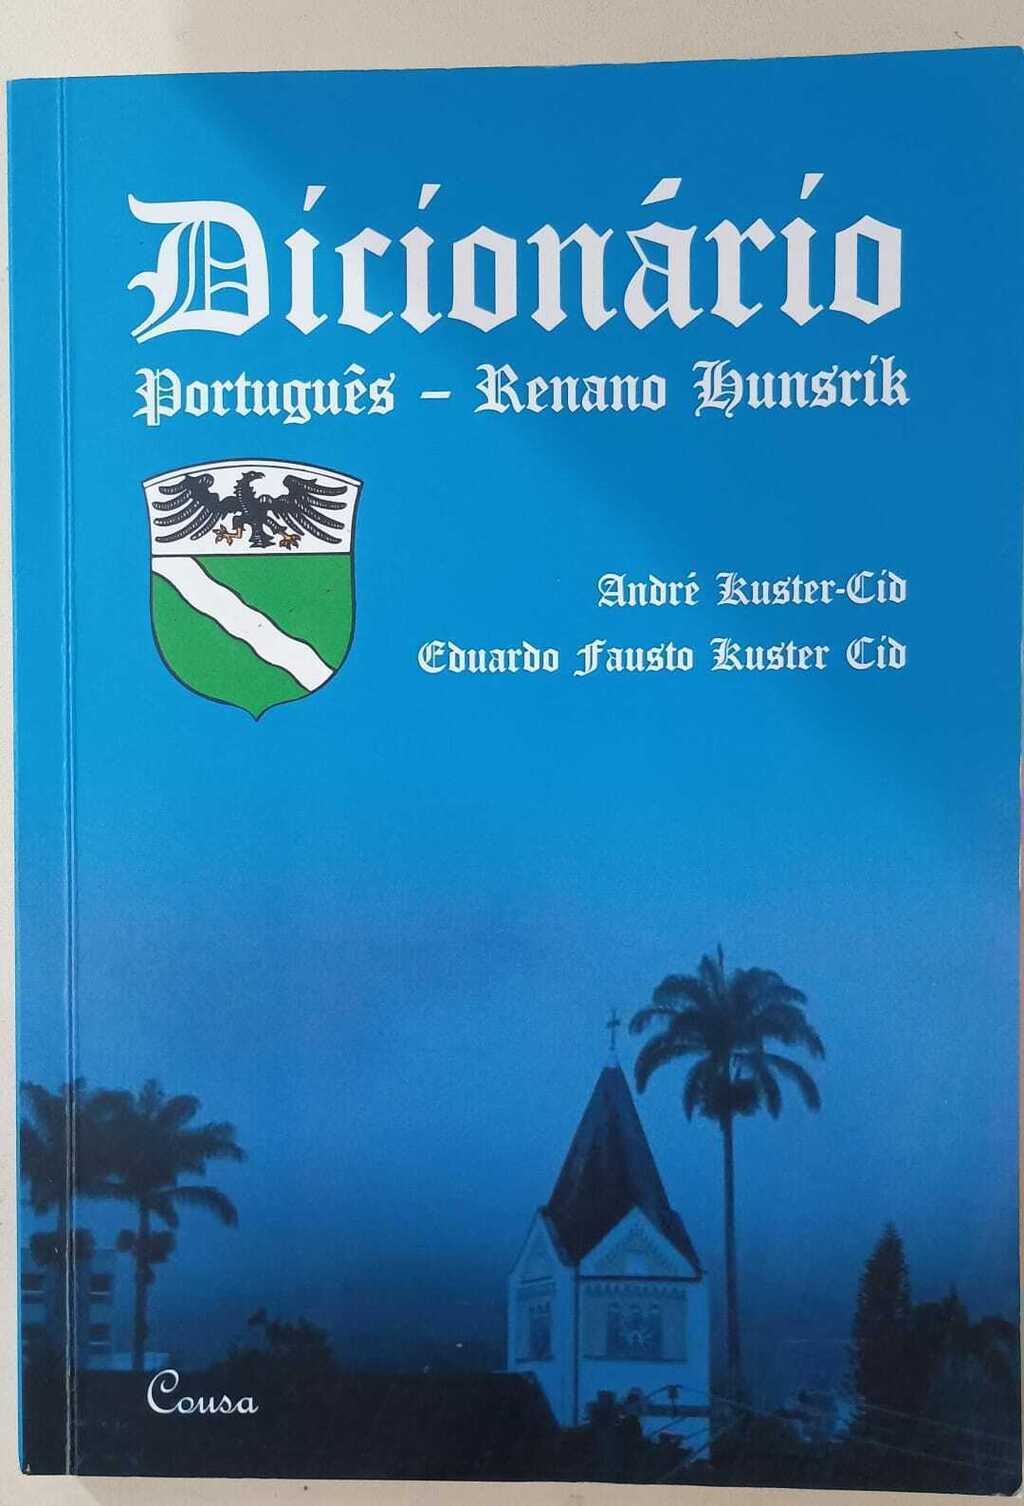 Dicionário
Português – Renano Hunsrik
André Kuster-Cid
Eduardo Fausto Kuster Cid
Cousa